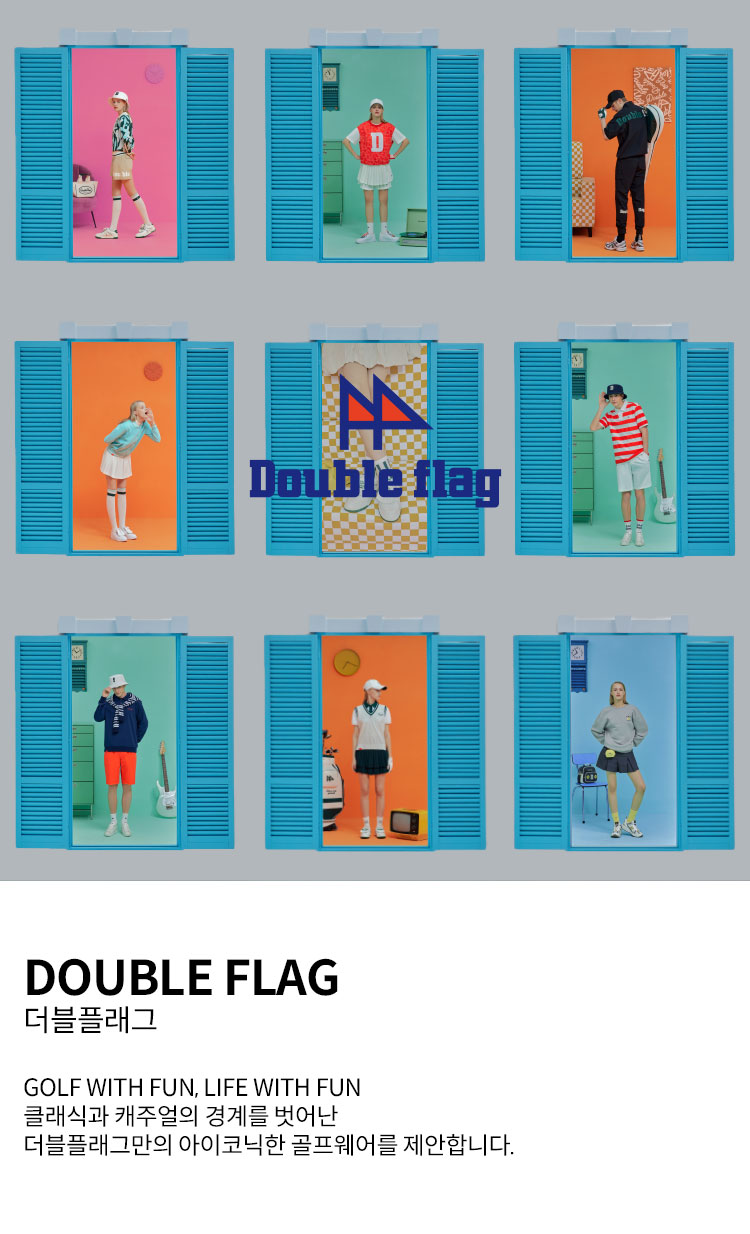 D
Double
Double flag
DOUBLE FLAG
더블플래그
GOLF WITH FUN, LIFE WITH FUN
클래식과 캐주얼의 경계를 벗어난
더블플래그만의 아이코닉한 골프웨어를 제안합니다.